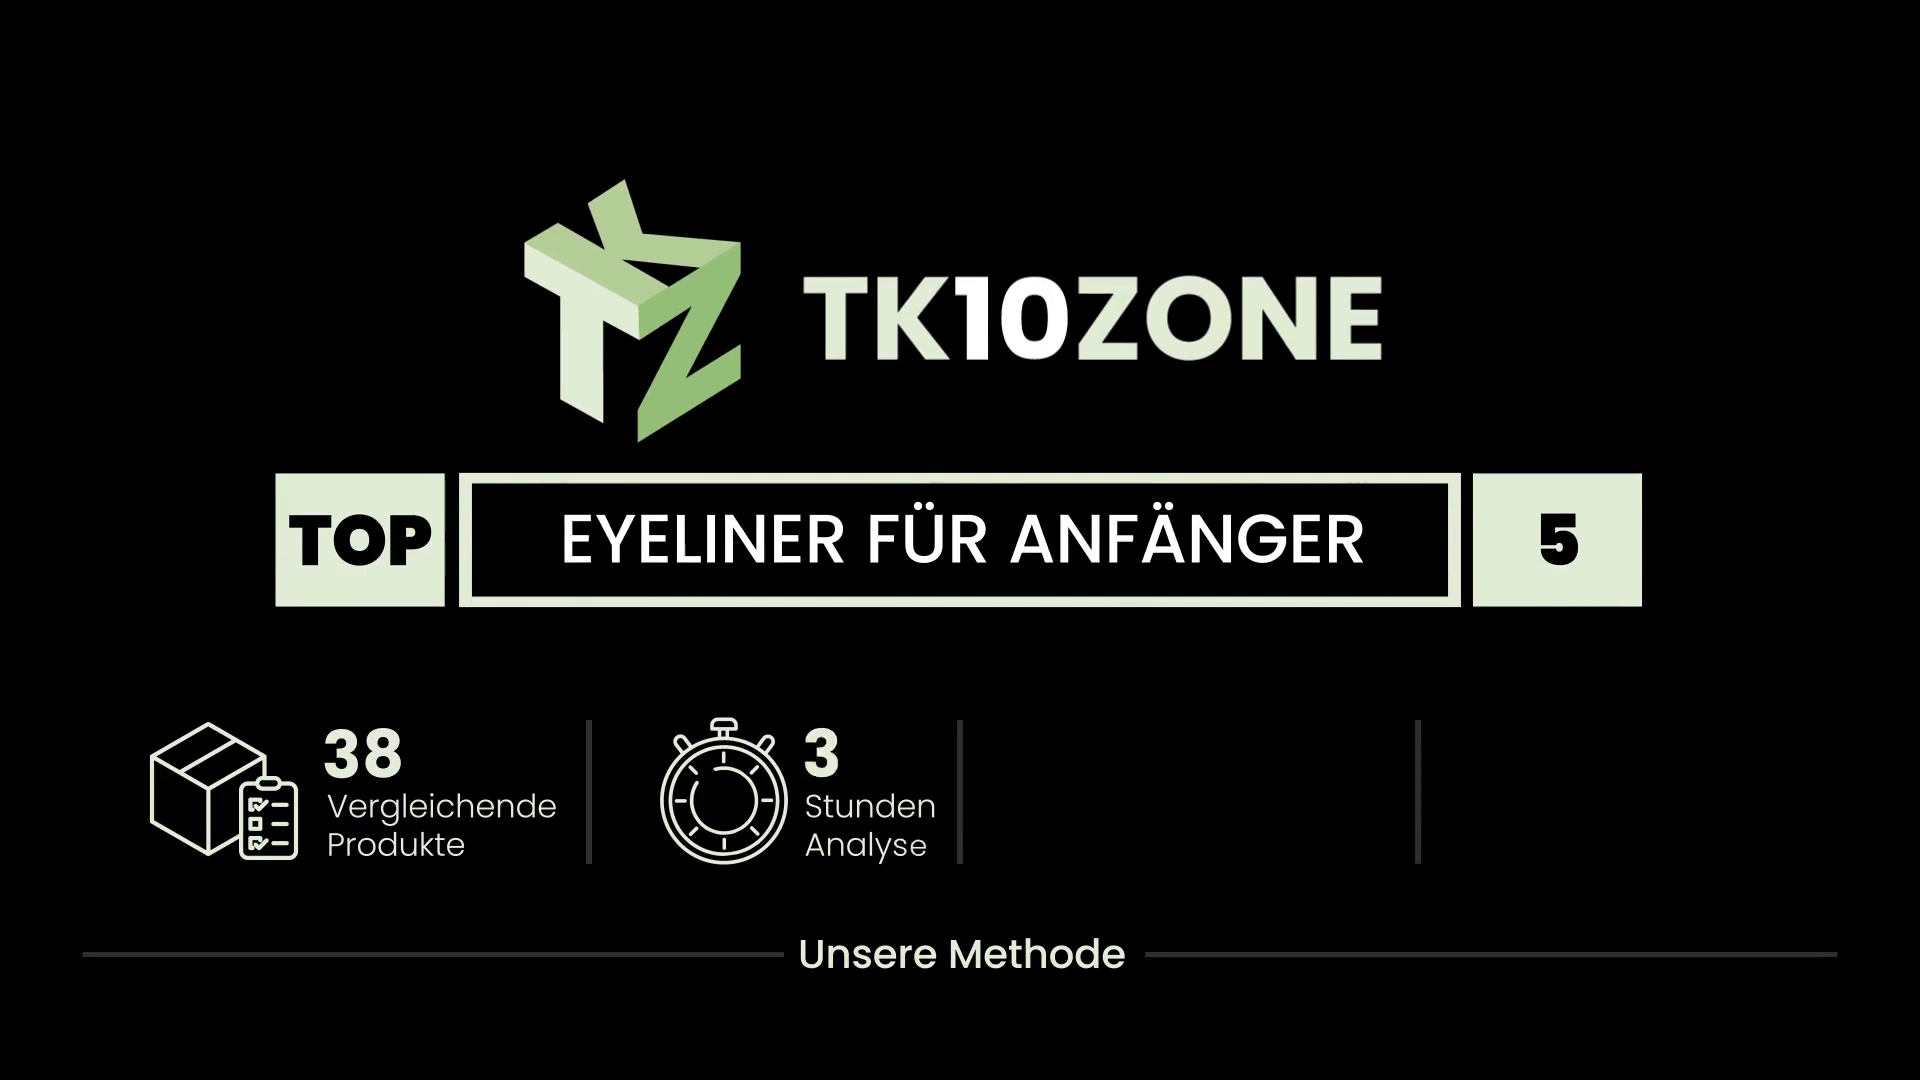 TK10ZONE
TOP EYELINER FÜR ANFÄNGER 5
38
Vergleichende
Produkte
3
Stunden
Analyse
Unsere Methode